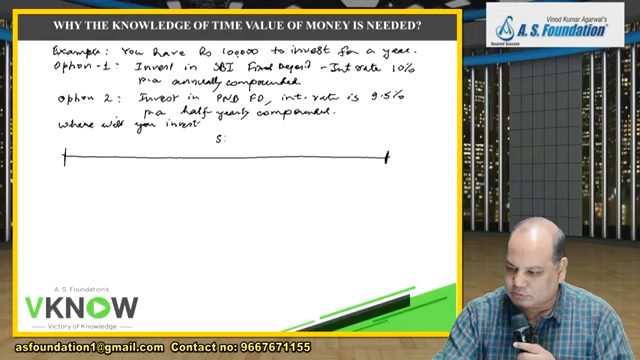 WHY THE KNOWLEDGE OF TIME VALUE OF MONEY IS NEEDED?
Vinod Kumar Agarwal's
A. S. Foundation
Assured Success
Example: You have Rs 100000 to invest for a year.
Option-1: Invest in SBI Fixed Deposit - Int rate 10%
p.a annually compounded.
Option 2: Invest in PNB FD, int. rate is 9.5%
p.a half yearly compounded.
where will you invest
S:
A. S. Foundation's
VKNOW
- Victory of Knowledge -
asfoundation1@gmail.com Contact no: 9667671155